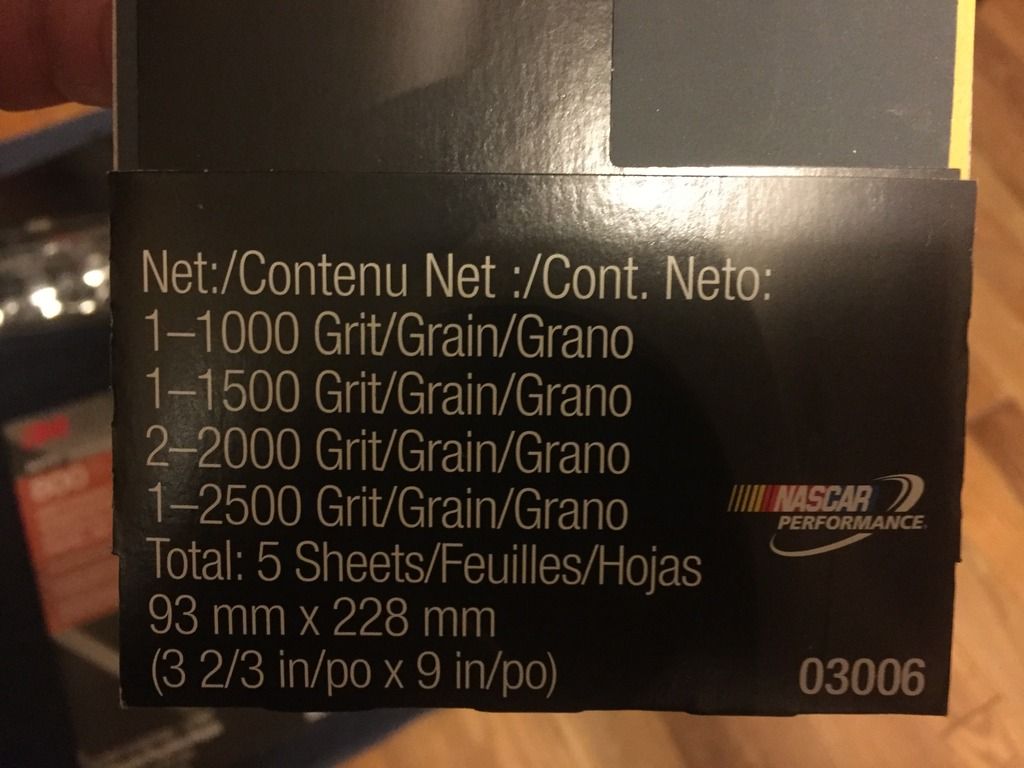 Net:/Contenu Net :/Cont. Neto:
1–1000 Grit/Grain/Grano
1–1500 Grit/Grain/Grano
2–2000 Grit/Grain/Grano
1–2500 Grit/Grain/Grano
Total: 5 Sheets/Feuilles/Hojas
93 mm x 228 mm
(3 2/3 in/po x 9 in/po)
NASCAR
PERFORMANCE
03006
3M